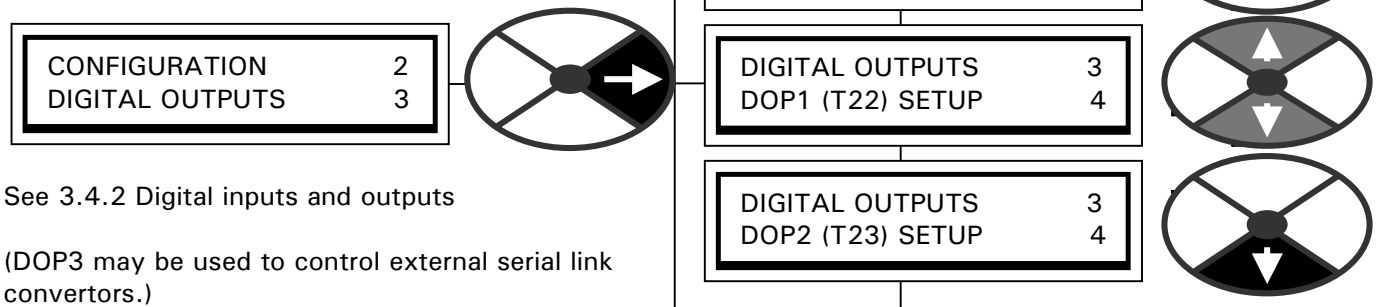 CONFIGURATION 2
DIGITAL OUTPUTS 3
DIGITAL OUTPUTS 3
DOP1 (T22) SETUP 4
DIGITAL OUTPUTS 3
DOP2 (T23) SETUP 4
See 3.4.2 Digital inputs and outputs
(DOP3 may be used to control external serial link
convertors.)